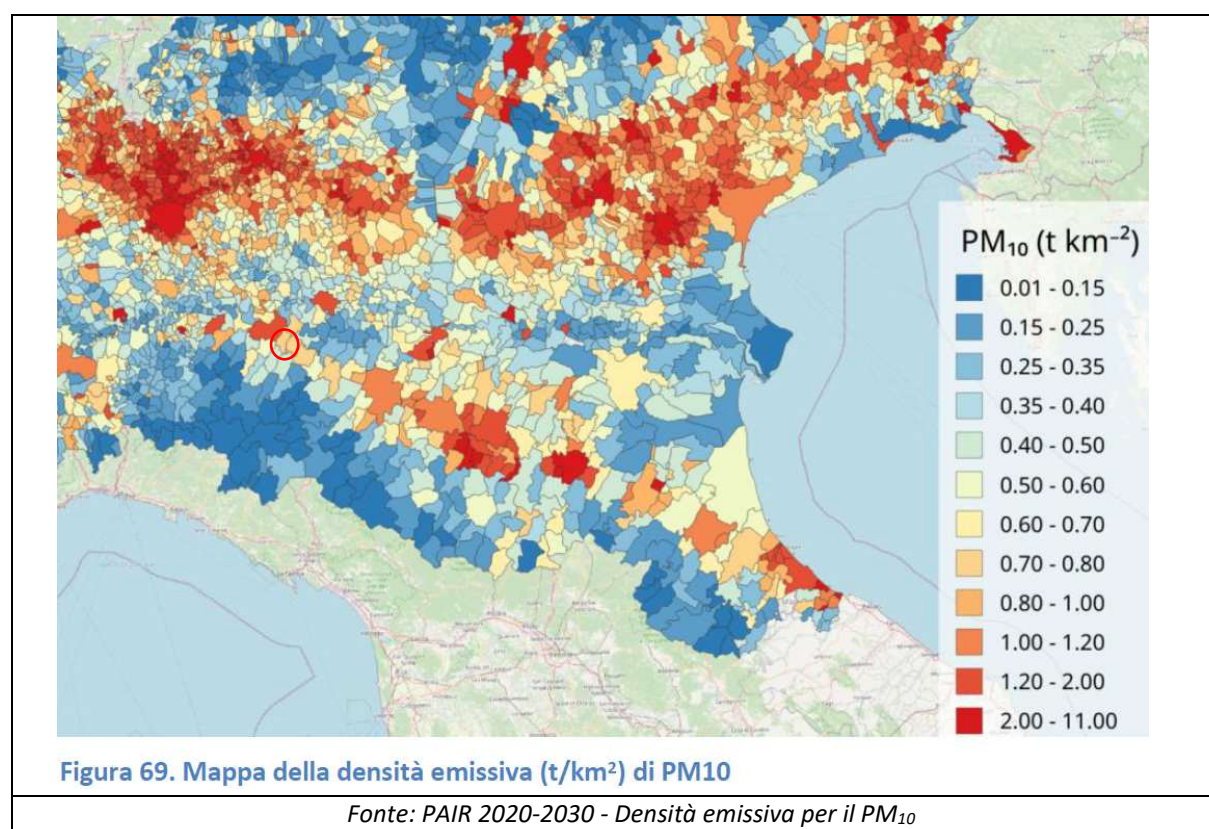 PM₁₀ (t km⁻²)
0.01 - 0.15
0.15 - 0.25
0.25 - 0.35
0.35 - 0.40
0.40 - 0.50
0.50 - 0.60
0.60 - 0.70
0.70 - 0.80
0.80 - 1.00
1.00 - 1.20
1.20 - 2.00
2.00 - 11.00
Figura 69. Mappa della densità emissiva (t/km²) di PM10
Fonte: PAIR 2020-2030 - Densità emissiva per il PM₁₀